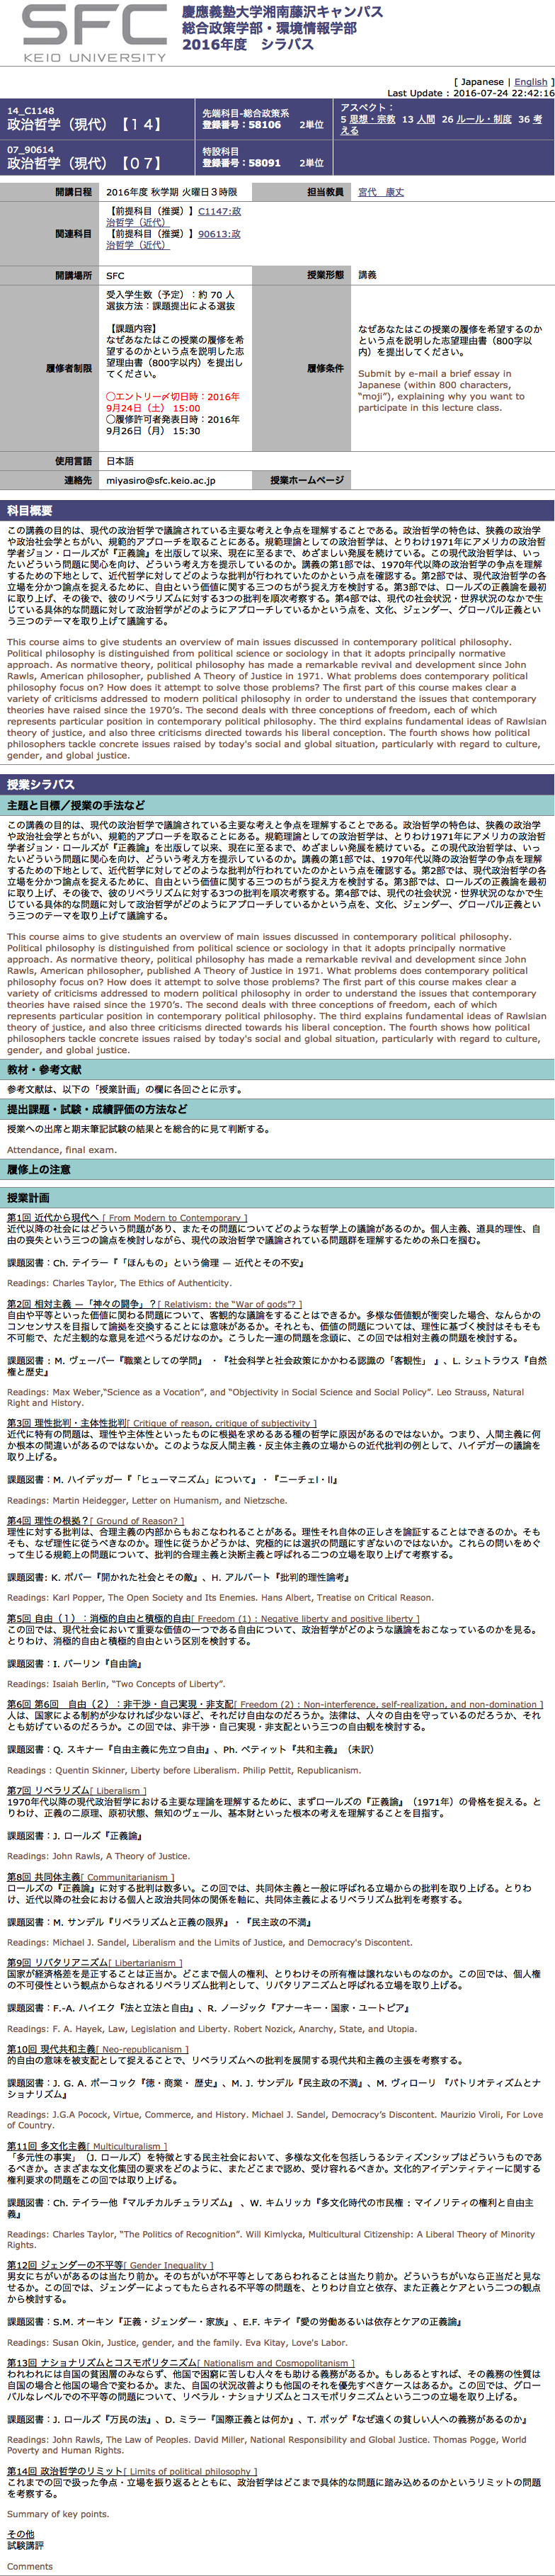 SFC
KEIO UNIVERSITY
慶應義塾大学湘南藤沢キャンパス
総合政策学部・環境情報学部
2016年度 シラバス
[ Japanese | English ]
Last Update : 2016-07-24 22:42:16
14_C1148
政治哲学（現代）【１４】
先端科目-総合政策系
登録番号：58106 2単位
アスペクト：
5 思想・宗教 13 人間 26 ルール・制度 36 考
える
07_90614
政治哲学（現代）【０７】
特設科目
登録番号：58091 2単位
開講日程
2016年度 秋学期 火曜日３時限
担当教員
宮代 康丈
関連科目
【前提科目（推奨）】C1147:政
治哲学（近代）
【前提科目（推奨）】90613:政
治哲学（近代）
開講場所
SFC
授業形態
講義
履修者制限
受入学生数（予定）：約 70 人
選抜方法：課題提出による選抜
【課題内容】
なぜあなたはこの授業の履修を希
望するのかという点を説明した志
望理由書（800字以内）を提出し
てください。
○エントリー〆切日時：2016年
9月24日（土） 15:00
○履修許可者発表日時：2016年
9月26日（月） 15:30
履修条件
なぜあなたはこの授業の履修を希望するのか
という点を説明した志望理由書（800字以
内）を提出してください。
Submit by e-mail a brief essay in
Japanese (within 800 characters,
“moji”), explaining why you want to
participate in this lecture class.
使用言語
日本語
連絡先
miyasiro@sfc.keio.ac.jp
授業ホームページ
科目概要
この講義の目的は、現代の政治哲学で議論されている主要な考えと争点を理解することである。政治哲学の特色は、狭義の政治学
や政治社会学とちがい、規範的アプローチを取ることにある。規範理論としての政治哲学は、とりわけ1971年にアメリカの政治哲
学者ジョン・ロールズが『正義論』を出版して以来、現在に至るまで、めざましい発展を続けている。この現代政治哲学は、いっ
たいどういう問題に関心を向け、どういう考え方を提示しているのか。講義の第1部では、1970年代以降の政治哲学の争点を理解
するための下地として、近代哲学に対してどのような批判が行われていたのかという点を確認する。第2部では、現代政治哲学の各
立場を分かつ論点を捉えるために、自由という価値に関する三つのちがう捉え方を検討する。第3部では、ロールズの正義論を最初
に取り上げ、その後で、彼のリベラリズムに対する3つの批判を順次考察する。第4部では、現代の社会状況・世界状況のなかで生
じている具体的な問題に対して政治哲学がどのようにアプローチしているかという点を、文化、ジェンダー、グローバル正義とい
う三つのテーマを取り上げて議論する。
This course aims to give students an overview of main issues discussed in contemporary political philosophy.
Political philosophy is distinguished from political science or sociology in that it adopts principally normative
approach. As normative theory, political philosophy has made a remarkable revival and development since John
Rawls, American philosopher, published A Theory of Justice in 1971. What problems does contemporary political
philosophy focus on? How does it attempt to solve those problems? The first part of this course makes clear a
variety of criticisms addressed to modern political philosophy in order to understand the issues that contemporary
theories have raised since the 1970’s. The second deals with three conceptions of freedom, each of which
represents particular position in contemporary political philosophy. The third explains fundamental ideas of Rawlsian
theory of justice, and also three criticisms directed towards his liberal conception. The fourth shows how political
philosophers tackle concrete issues raised by today's social and global situation, particularly with regard to culture,
gender, and global justice.
授業シラバス
主題と目標／授業の手法など
この講義の目的は、現代の政治哲学で議論されている主要な考えと争点を理解することである。政治哲学の特色は、狭義の政治学
や政治社会学とちがい、規範的アプローチを取ることにある。規範理論としての政治哲学は、とりわけ1971年にアメリカの政治哲
学者ジョン・ロールズが『正義論』を出版して以来、現在に至るまで、めざましい発展を続けている。この現代政治哲学は、いっ
たいどういう問題に関心を向け、どういう考え方を提示しているのか。講義の第1部では、1970年代以降の政治哲学の争点を理解
するための下地として、近代哲学に対してどのような批判が行われていたのかという点を確認する。第2部では、現代政治哲学の各
立場を分かつ論点を捉えるために、自由という価値に関する三つのちがう捉え方を検討する。第3部では、ロールズの正義論を最初
に取り上げ、その後で、彼のリベラリズムに対する3つの批判を順次考察する。第4部では、現代の社会状況・世界状況のなかで生
じている具体的な問題に対して政治哲学がどのようにアプローチしているかという点を、文化、ジェンダー、グローバル正義とい
う三つのテーマを取り上げて議論する。
This course aims to give students an overview of main issues discussed in contemporary political philosophy.
Political philosophy is distinguished from political science or sociology in that it adopts principally normative
approach. As normative theory, political philosophy has made a remarkable revival and development since John
Rawls, American philosopher, published A Theory of Justice in 1971. What problems does contemporary political
philosophy focus on? How does it attempt to solve those problems? The first part of this course makes clear a
variety of criticisms addressed to modern political philosophy in order to understand the issues that contemporary
theories have raised since the 1970’s. The second deals with three conceptions of freedom, each of which
represents particular position in contemporary political philosophy. The third explains fundamental ideas of Rawlsian
theory of justice, and also three criticisms directed towards his liberal conception. The fourth shows how political
philosophers tackle concrete issues raised by today's social and global situation, particularly with regard to culture,
gender, and global justice.
教材・参考文献
参考文献は、以下の「授業計画」の欄に各回ごとに示す。
提出課題・試験・成績評価の方法など
授業への出席と期末筆記試験の結果とを総合的に見て判断する。
Attendance, final exam.
履修上の注意
授業計画
第1回 近代から現代へ [ From Modern to Contemporary ]
近代以降の社会にはどういう問題があり、またその問題についてどのような哲学上の議論があるのか。個人主義、道具的理性、自
由の喪失という三つの論点を検討しながら、現代の政治哲学で議論されている問題群を理解するための糸口を掴む。
課題図書：Ch. テイラー『「ほんもの」という倫理 — 近代とその不安』
Readings: Charles Taylor, The Ethics of Authenticity.
第2回 相対主義 —「神々の闘争」？[ Relativism: the “War of gods”? ]
自由や平等といった価値に関わる問題について、客観的な議論をすることはできるか。多様な価値観が衝突した場合、なんらかの
コンセンサスを目指して論拠を交換することには意味があるか。それとも、価値の問題については、理性に基づく検討はそもそも
不可能で、ただ主観的な意見を述べうるだけなのか。こうした一連の問題を念頭に、この回では相対主義の問題を検討する。
課題図書：M. ヴェーバー『職業としての学問』・『社会科学と社会政策にかかわる認識の「客観性」 』、L. シュトラウス『自然
権と歴史』
Readings: Max Weber,“Science as a Vocation”, and “Objectivity in Social Science and Social Policy”. Leo Strauss, Natural
Right and History.
第3回 理性批判・主体性批判[ Critique of reason, critique of subjectivity ]
近代に特有の問題は、理性や主体性といったものに根拠を求めるある種の哲学に原因があるのではないか。つまり、人間主義に何
か根本の間違いがあるのではないか。このような反人間主義・反主体主義の立場からの近代批判の例として、ハイデガーの議論を
取り上げる。
課題図書：M. ハイデッガー『「ヒューマニズム」について』・『ニーチェI・II』
Readings: Martin Heidegger, Letter on Humanism, and Nietzsche.
第4回 理性の根拠？[ Ground of Reason? ]
理性に対する批判は、合理主義の内部からもおこなわれることがある。理性それ自体の正しさを論証することはできるのか。そも
そも、なぜ理性に従うべきなのか。理性に従うかどうかは、究極的には選択の問題にすぎないのではないか。これらの問いをめぐ
って生じる規範上の問題について、批判的合理主義と決断主義と呼ばれる二つの立場を取り上げて考察する。
課題図書：K. ポパー『開かれた社会とその敵』、H. アルバート『批判的理性論考』
Readings: Karl Popper, The Open Society and Its Enemies. Hans Albert, Treatise on Critical Reason.
第5回 自由（１）：消極的自由と積極的自由[ Freedom (1) : Negative liberty and positive liberty ]
この回では、現代社会において重要な価値の一つである自由について、政治哲学がどのような議論をおこなっているのかを見る。
とりわけ、消極的自由と積極的自由という区別を検討する。
課題図書：I. バーリン『自由論』
Readings: Isaiah Berlin, “Two Concepts of Liberty”.
第6回 第6回 自由（２）：非干渉・自己実現・非支配[ Freedom (2) : Non-interference, self-realization, and non-domination ]
人は、国家による制約が少なければ少ないほど、それだけ自由なのだろうか。法律は、人々の自由を守っているのだろうか、それ
とも妨げているのだろうか。この回では、非干渉・自己実現・非支配という三つの自由観を検討する。
課題図書：Q. スキナー『自由主義に先立つ自由』、Ph. ペティット『共和主義』（未訳）
Readings : Quentin Skinner, Liberty before Liberalism. Philip Pettit, Republicanism.
第7回 リベラリズム[ Liberalism ]
1970年代以降の現代政治哲学における主要な理論を理解するために、まずロールズの『正義論』（1971年）の骨格を捉える。と
りわけ、正義の二原理、原初状態、無知のヴェール、基本財といった根本の考えを理解することを目指す。
課題図書：J. ロールズ『正義論』
Readings: John Rawls, A Theory of Justice.
第8回 共同体主義[ Communitarianism ]
ロールズの『正義論』に対する批判は数多い。この回では、共同体主義と一般に呼ばれる立場からの批判を取り上げる。とりわ
け、近代以降の社会における個人と政治共同体の関係を軸に、共同体主義によるリベラリズム批判を考察する。
課題図書：M. サンデル『リベラリズムと正義の限界』・『民主政の不満』
Readings: Michael J. Sandel, Liberalism and the Limits of Justice, and Democracy's Discontent.
第9回 リバタリアニズム[ Libertarianism ]
国家が経済格差を是正することは正当か。どこまで個人の権利、とりわけその所有権は譲れないものなのか。この回では、個人権
の不可侵性という観点からなされるリベラリズム批判として、リバタリアニズムと呼ばれる立場を取り上げる。
課題図書：F.-A. ハイエク『法と立法と自由』、R. ノージック『アナーキー・国家・ユートピア』
Readings: F. A. Hayek, Law, Legislation and Liberty. Robert Nozick, Anarchy, State, and Utopia.
第10回 現代共和主義[ Neo-republicanism ]
的自由の意味を被支配として捉えることで、リベラリズムへの批判を展開する現代共和主義の主張を考察する。
課題図書：J. G. A. ポーコック『徳・商業・ 歴史』、M. J. サンデル『民主政の不満』、M. ヴィローリ 『パトリオティズムとナ
ショナリズム』
Readings: J.G.A Pocock, Virtue, Commerce, and History. Michael J. Sandel, Democracy’s Discontent. Maurizio Viroli, For Love
of Country.
第11回 多文化主義[ Multiculturalism ]
「多元性の事実」（J. ロールズ）を特徴とする民主社会において、多様な文化を包括しうるシティズンシップはどういうものであ
るべきか。さまざまな文化集団の要求をどのように、またどこまで認め、受け容れるべきか。文化的アイデンティティーに関する
権利要求の問題をこの回では取り上げる。
課題図書：Ch. テイラー他『マルチカルチュラリズム』 、W. キムリッカ『多文化時代の市民権：マイノリティの権利と自由主
義』
Readings: Charles Taylor, “The Politics of Recognition”. Will Kimlycka, Multicultural Citizenship: A Liberal Theory of Minority
Rights.
第12回 ジェンダーの不平等[ Gender Inequality ]
男女にちがいがあるのは当たり前か。そのちがいが不平等としてあらわれることは当たり前か。どういうちがいなら正当だと見な
せるか。この回では、ジェンダーによってもたらされる不平等の問題を、とりわけ自立と依存、また正義とケアという二つの観点
から検討する。
課題図書：S.M. オーキン『正義・ジェンダー・家族』、E.F. キテイ『愛の労働あるいは依存とケアの正義論』
Readings: Susan Okin, Justice, gender, and the family. Eva Kitay, Love's Labor.
第13回 ナショナリズムとコスモポリタニズム[ Nationalism and Cosmopolitanism ]
われわれには自国の貧困層のみならず、他国で困窮に苦しむ人々をも助ける義務があるか。もしあるとすれば、その義務の性質は
自国の場合と他国の場合で変わるか。また、自国の状況改善よりも他国のそれを優先すべきケースはあるか。この回では、グロー
バルなレベルでの不平等の問題について、リベラル・ナショナリズムとコスモポリタニズムという二つの立場を取り上げる。
課題図書：J. ロールズ『万民の法』、D. ミラー『国際正義とは何か』、T. ポッゲ『なぜ遠くの貧しい人への義務があるのか』
Readings: John Rawls, The Law of Peoples. David Miller, National Responsibility and Global Justice. Thomas Pogge, World
Poverty and Human Rights.
第14回 政治哲学のリミット[ Limits of political philosophy ]
これまでの回で扱った争点・立場を振り返るとともに、政治哲学はどこまで具体的な問題に踏み込めるのかというリミットの問題
を考察する。
Summary of key points.
その他
試験講評
Comments